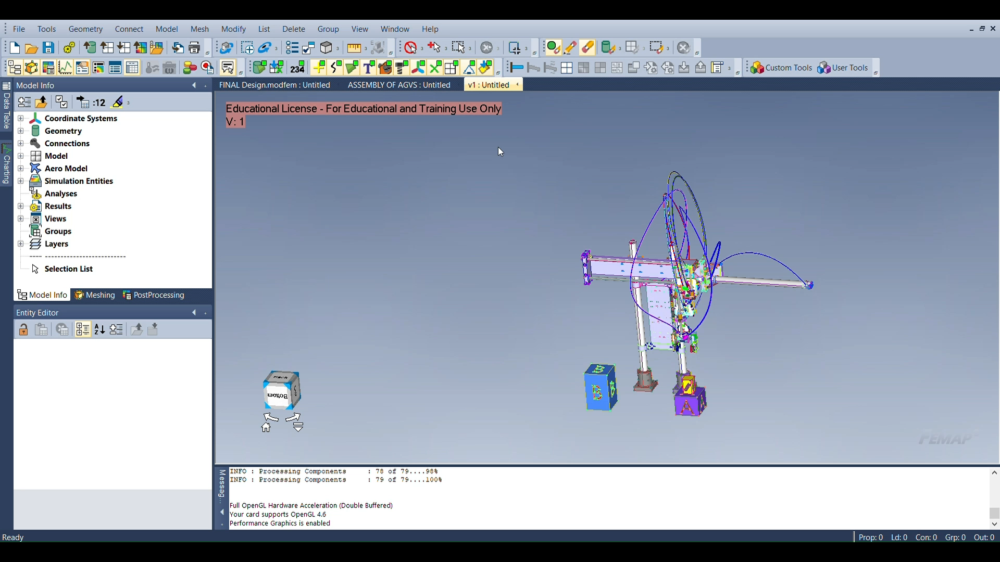 File Tools Geometry Connect Model Mesh Modify List Delete Group View Window Help
234
Custom Tools User Tools
Model Info
FINAL Design.modfem : Untitled
ASSEMBLY OF AGVS : Untitled
v1 : Untitled
Data Table
Charting
:12
Educational License - For Educational and Training Use Only
V: 1
Coordinate Systems
Geometry
Connections
Model
Aero Model
Simulation Entities
Analyses
Results
Views
Groups
Layers
Selection List
Model Info Meshing PostProcessing
Entity Editor
Back
Bottom
B
B
A
FEMAP
Messag...
INFO : Processing Components : 78 of 79....98%
INFO : Processing Components : 79 of 79....100%
Full OpenGL Hardware Acceleration (Double Buffered)
Your card supports OpenGL 4.6
Performance Graphics is enabled
Ready
Prop: 0 Ld: 0 Con: 0 Grp: 0 Out: 0